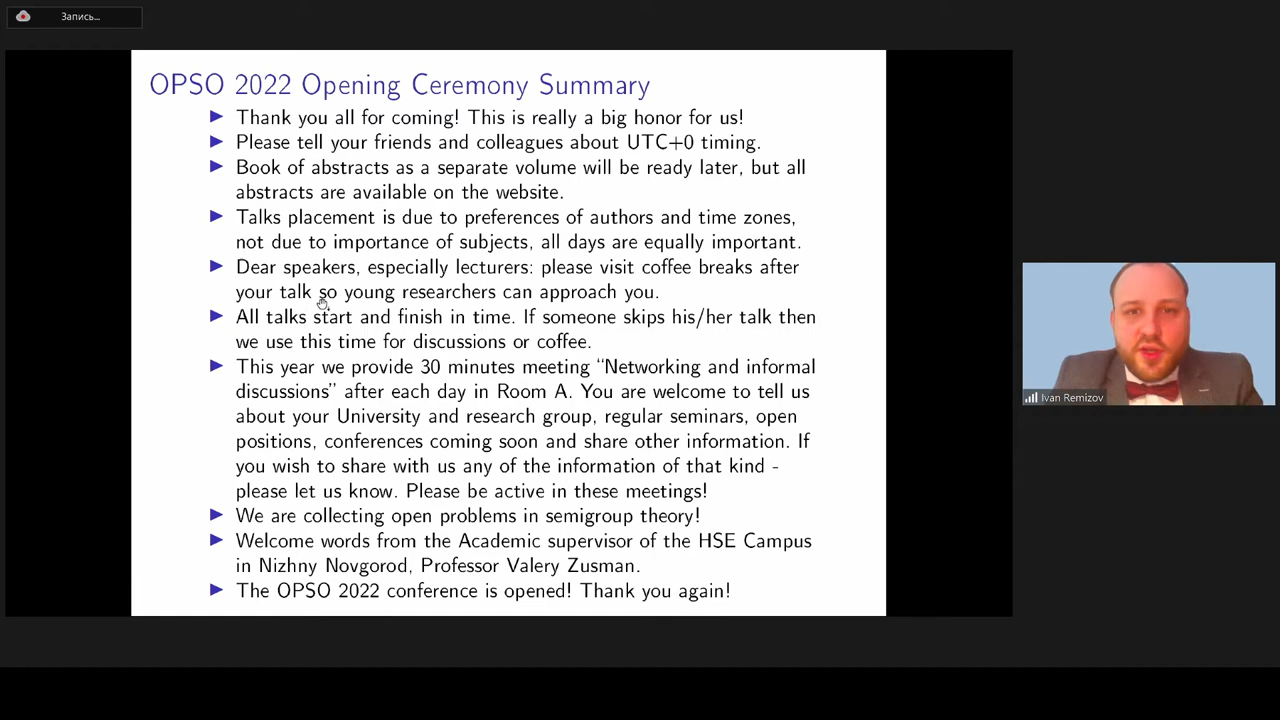 Запись...
OPSO 2022 Opening Ceremony Summary
Thank you all for coming! This is really a big honor for us!
Please tell your friends and colleagues about UTC+0 timing.
Book of abstracts as a separate volume will be ready later, but all
abstracts are available on the website.
Talks placement is due to preferences of authors and time zones,
not due to importance of subjects, all days are equally important.
Dear speakers, especially lecturers: please visit coffee breaks after
your talk so young researchers can approach you.
All talks start and finish in time. If someone skips his/her talk then
we use this time for discussions or coffee.
This year we provide 30 minutes meeting “Networking and informal
discussions” after each day in Room A. You are welcome to tell us
about your University and research group, regular seminars, open
positions, conferences coming soon and share other information. If
you wish to share with us any of the information of that kind -
please let us know. Please be active in these meetings!
We are collecting open problems in semigroup theory!
Welcome words from the Academic supervisor of the HSE Campus
in Nizhny Novgorod, Professor Valery Zusman.
The OPSO 2022 conference is opened! Thank you again!
Ivan Remizov